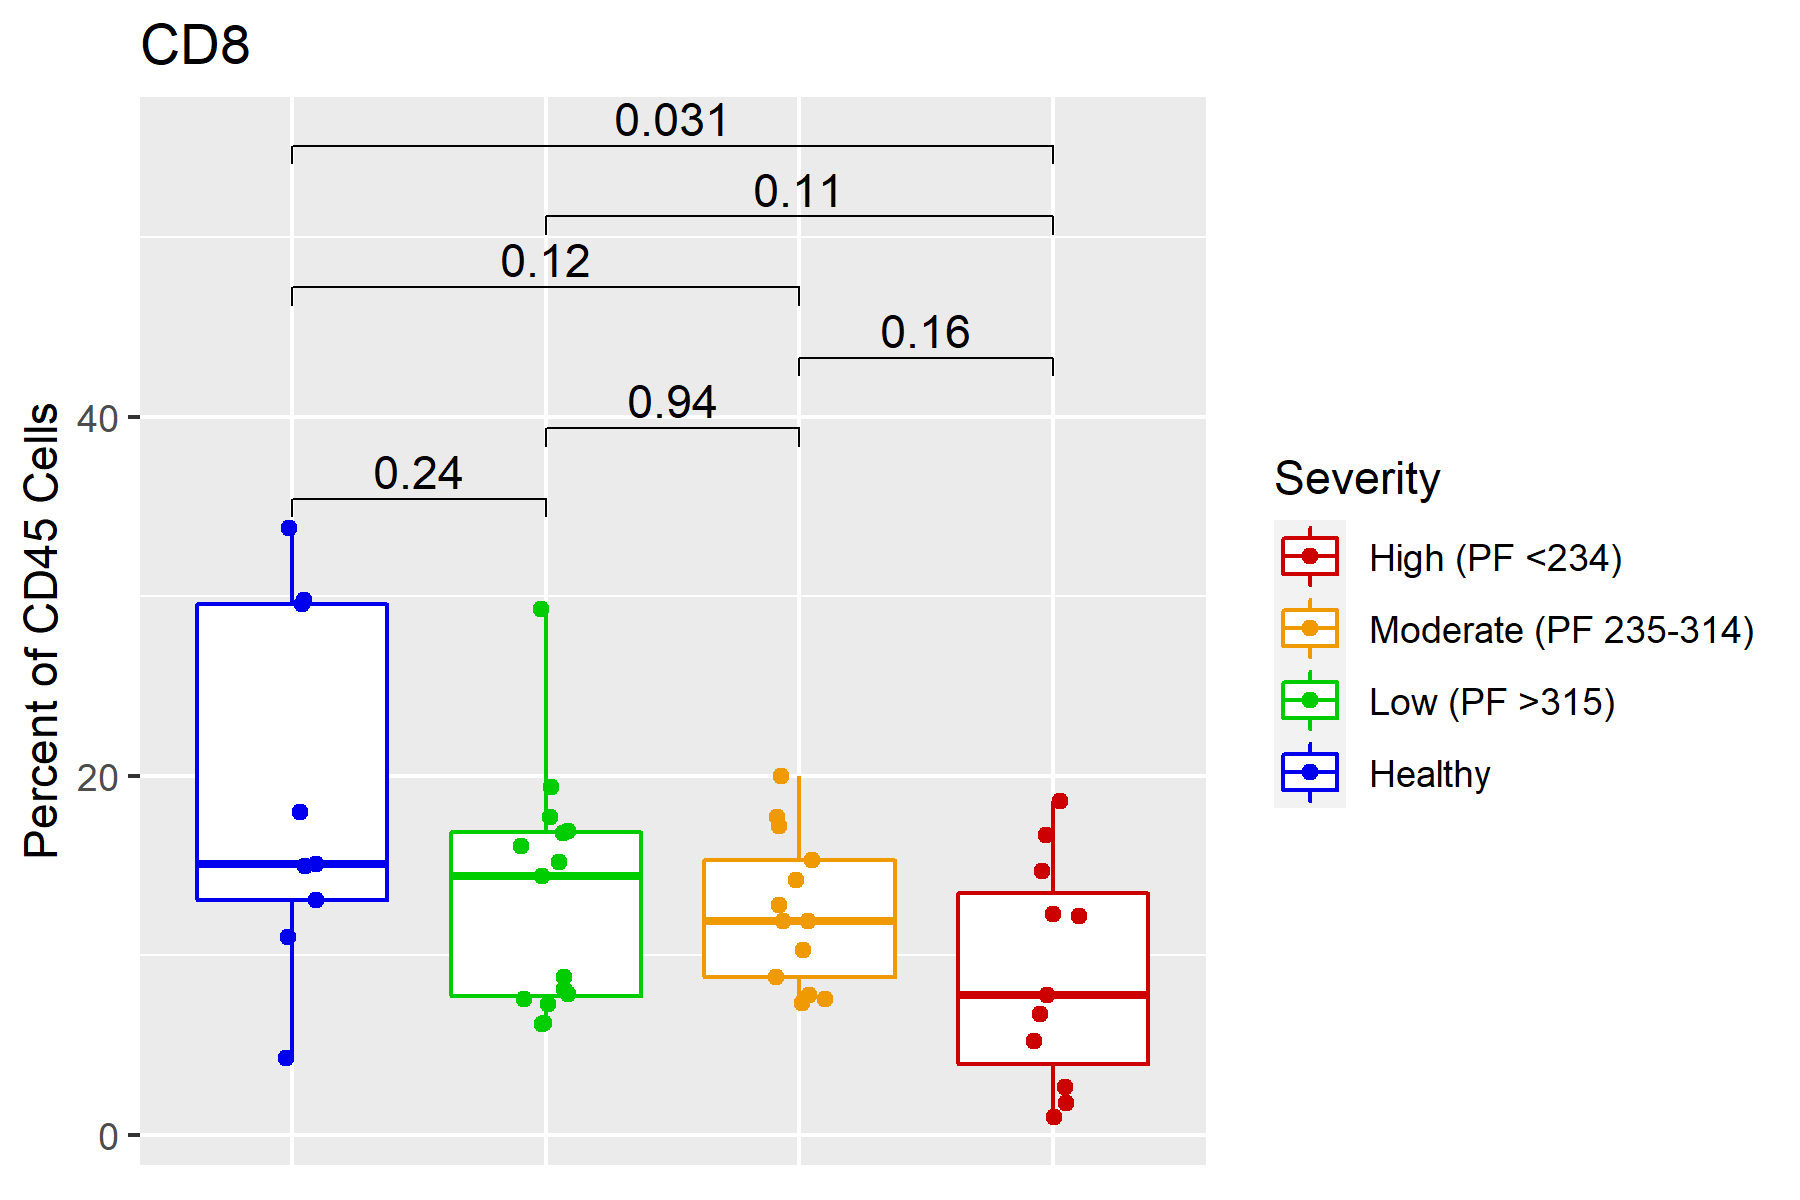 CD8
0.031
0.11
0.12
0.16
0.94
0.24
Percent of CD45 Cells
40
20
0
Severity
High (PF <234)
Moderate (PF 235-314)
Low (PF >315)
Healthy